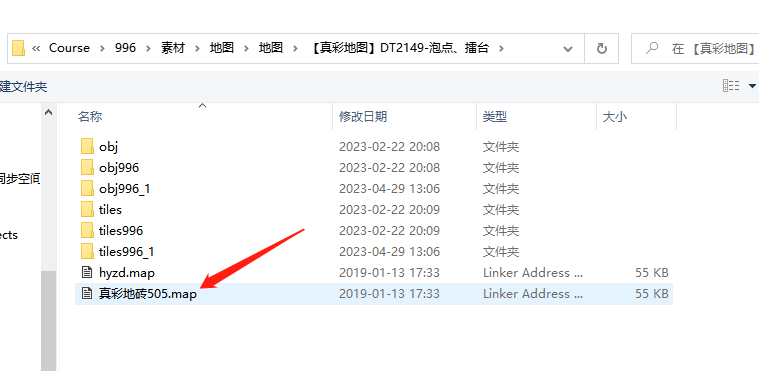 « Course › 996 › 素材 › 地图 › 地图 › 【真彩地图】DT2149-泡点、擂台 › 在 【真彩地图】
建文件夹
名称 修改日期 类型 大小
obj 2023-02-22 20:08 文件夹
同步空间 obj996 2023-02-22 20:08 文件夹
obj996_1 2023-04-29 13:06 文件夹
tiles 2023-02-22 20:09 文件夹
ects tiles996 2023-02-22 20:09 文件夹
tiles996_1 2023-04-29 13:06 文件夹
hyzd.map 2019-01-13 17:33 Linker Address ... 55 KB
真彩地砖505.map 2019-01-13 17:33 Linker Address ... 55 KB